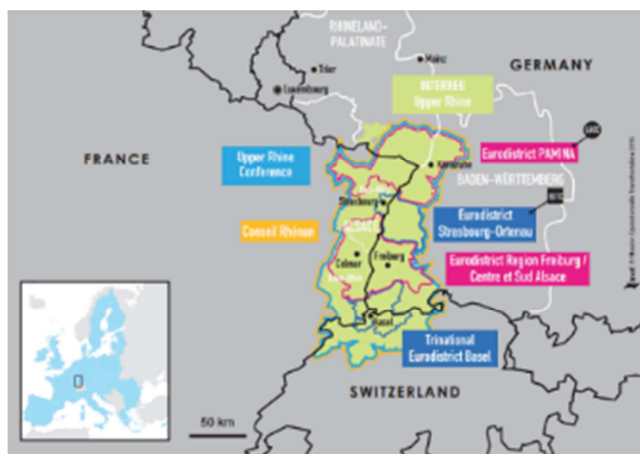 RHINELAND-
PALATINATE
Mainz
GERMANY
Trier
Luxembourg
INTERREG
Upper Rhine
FRANCE
Upper Rhine
Conference
Karlsruhe
Eurodistrict PAMINA
BADEN-WÜRTTEMBERG
Strasbourg
Eurodistrict
Strasbourg-Ortenau
Conseil Rhénan
ALSACE
Colmar
Freiburg
Eurodistrict Region Freiburg /
Centre et Sud Alsace
Basel
Trinational
Eurodistrict Basel
SWITZERLAND
50 km